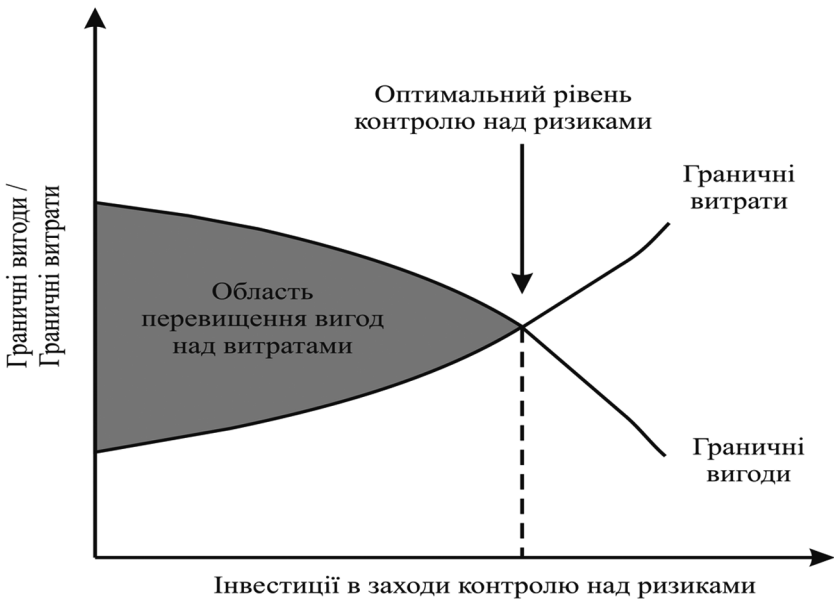 Оптимальний рівень
контролю над ризиками
Граничні
витрати
Граничні вигоди /
Граничні витрати
Область
перевищення вигод
над витратами
Граничні
вигоди
Інвестиції в заходи контролю над ризиками